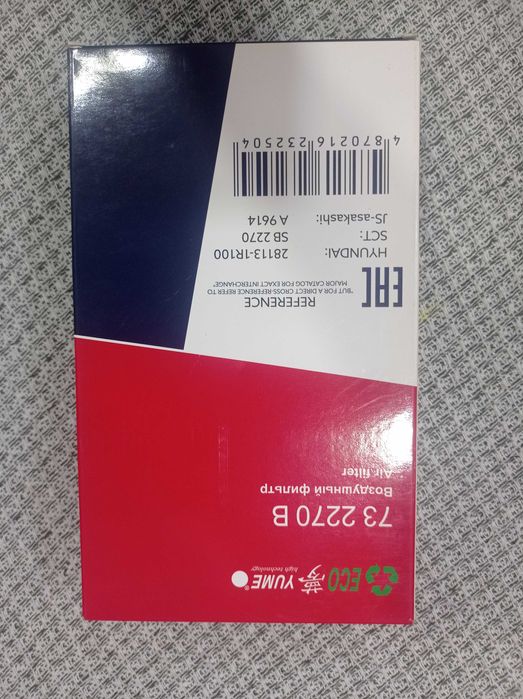 ECO 夢 YUME®
high technology
73 2270 B
Воздушный фильтр
Air filter
REFERENCE
"BUT FOR A DIRECT CROSS-REFERENCE REFER TO
MAJOR CATALOG FOR EXACT INTERCHANGE"
EAC
HYUNDAI: 28113-1R100
SCT: SB 2270
JS-asakashi: A 9614
4 870216 232504